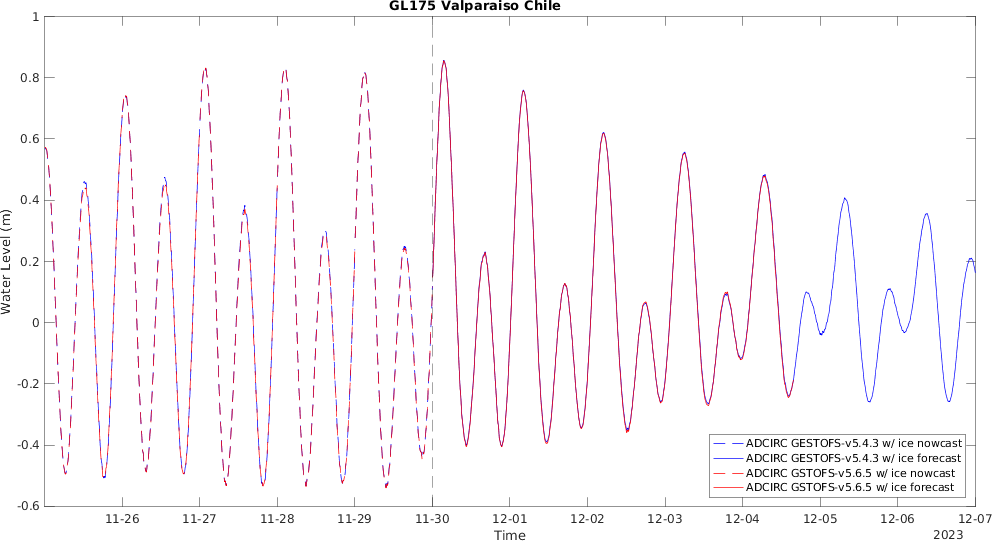 GL175 Valparaiso Chile
Water Level (m)
1
0.8
0.6
0.4
0.2
0
-0.2
-0.4
-0.6
ADCIRC GESTOFS-v5.4.3 w/ ice nowcast
ADCIRC GESTOFS-v5.4.3 w/ ice forecast
ADCIRC GSTOFS-v5.6.5 w/ ice nowcast
ADCIRC GSTOFS-v5.6.5 w/ ice forecast
11-26 11-27 11-28 11-29 11-30 12-01 12-02 12-03 12-04 12-05 12-06 12-07
Time
2023